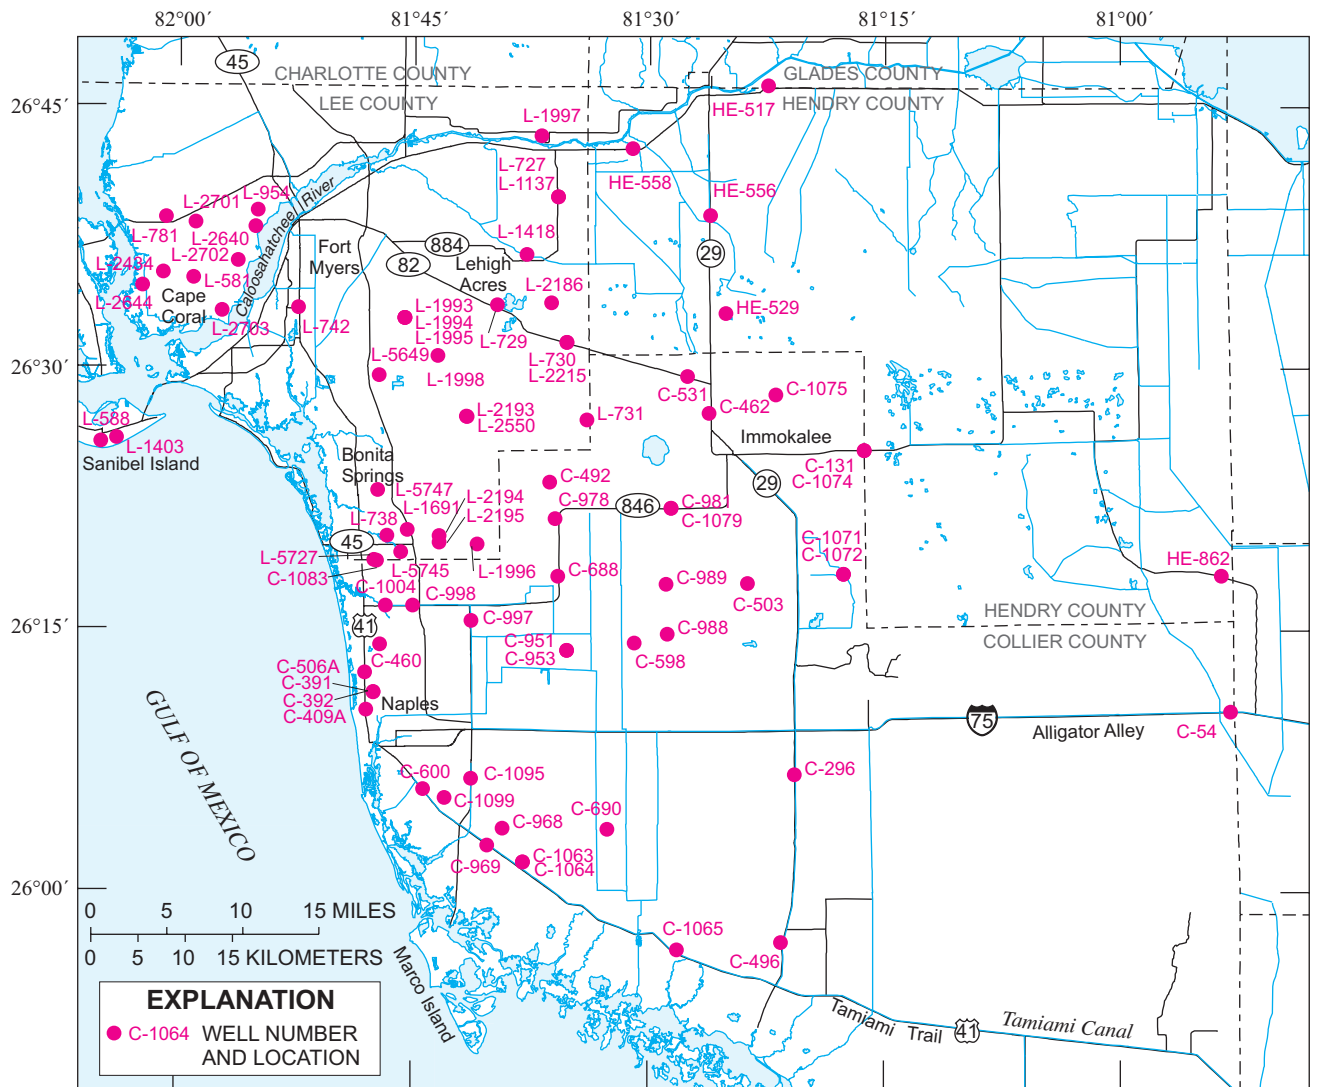 82°00′ 81°45′ 81°30′ 81°15′ 81°00′
45
CHARLOTTE COUNTY
GLADES COUNTY
LEE COUNTY
HENDRY COUNTY
26°45′
HE-517
L-1997
L-727
L-1137
HE-558
HE-556
L-2701
L-954
Caloosahatchee River
L-781
L-2640
L-1418
L-2702
Fort
Myers
884
29
82
Lehigh
Acres
L-2434
L-581
L-2644
Cape
Coral
L-2703
L-742
L-2186
L-1993
L-1994
L-1995
L-729
HE-529
L-5649
L-730
L-2215
26°30′
L-1998
C-531
C-1075
C-462
L-588
L-1403
L-2193
L-2550
L-731
Immokalee
Sanibel Island
Bonita
Springs
C-131
C-1074
C-492
29
L-5747
L-2194
C-978
846
C-981
C-1079
L-1691
L-2195
L-738
45
C-1071
C-1072
L-5727
C-1083
L-5745
L-1996
HE-862
C-688
C-989
C-503
C-1004
C-998
HENDRY COUNTY
26°15′
41
C-997
C-988
COLLIER COUNTY
C-951
C-953
C-598
C-460
C-506A
C-391
C-392
C-409A
Naples
GULF OF MEXICO
75
Alligator Alley
C-54
C-600
C-1095
C-296
C-1099
C-690
C-968
C-969
C-1063
C-1064
26°00′
0 5 10 15 MILES
0 5 10 15 KILOMETERS
C-1065
C-496
Marco Island
EXPLANATION
C-1064 WELL NUMBER
AND LOCATION
Tamiami Trail
41
Tamiami Canal